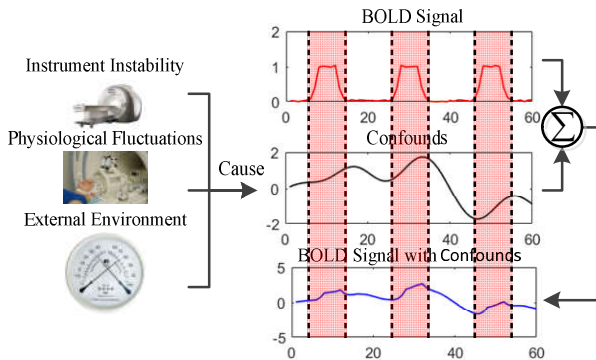 BOLD Signal
Instrument Instability
2
1
0
0 20 40 60
Σ
Physiological Fluctuations
Cause
Confounds
2
0
-2
0 20 40 60
External Environment
BOLD Signal with Confounds
5
0
-5
0 20 40 60